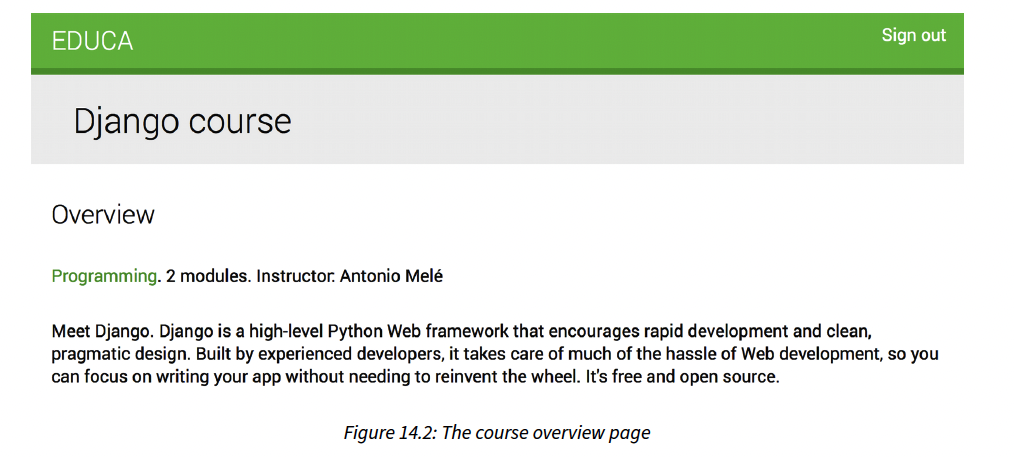 EDUCA
Sign out
Django course
Overview
Programming. 2 modules. Instructor: Antonio Melé
Meet Django. Django is a high-level Python Web framework that encourages rapid development and clean,
pragmatic design. Built by experienced developers, it takes care of much of the hassle of Web development, so you
can focus on writing your app without needing to reinvent the wheel. It's free and open source.
Figure 14.2: The course overview page